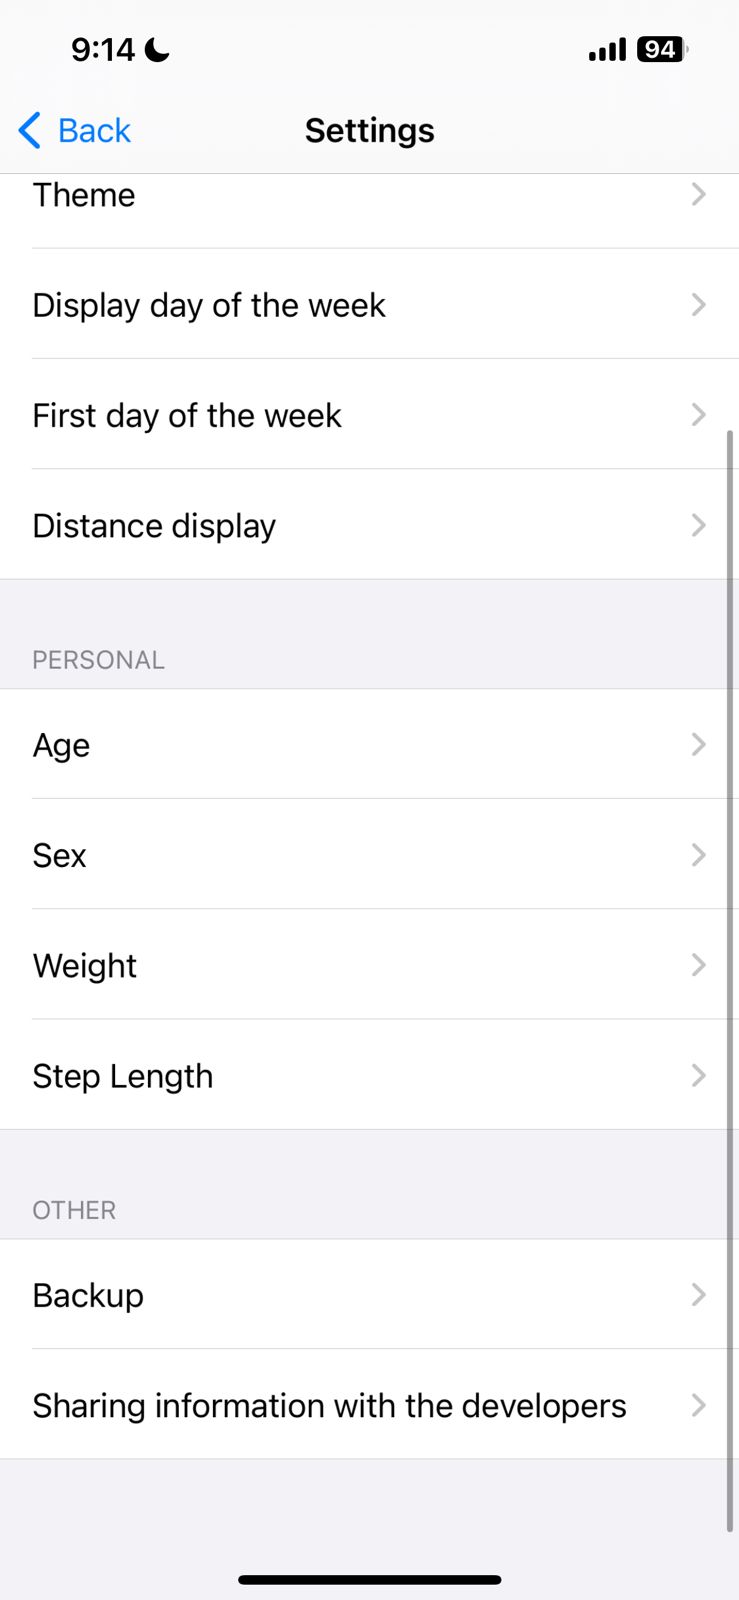 9:14
94
Back
Settings
Theme
Display day of the week
First day of the week
Distance display
PERSONAL
Age
Sex
Weight
Step Length
OTHER
Backup
Sharing information with the developers